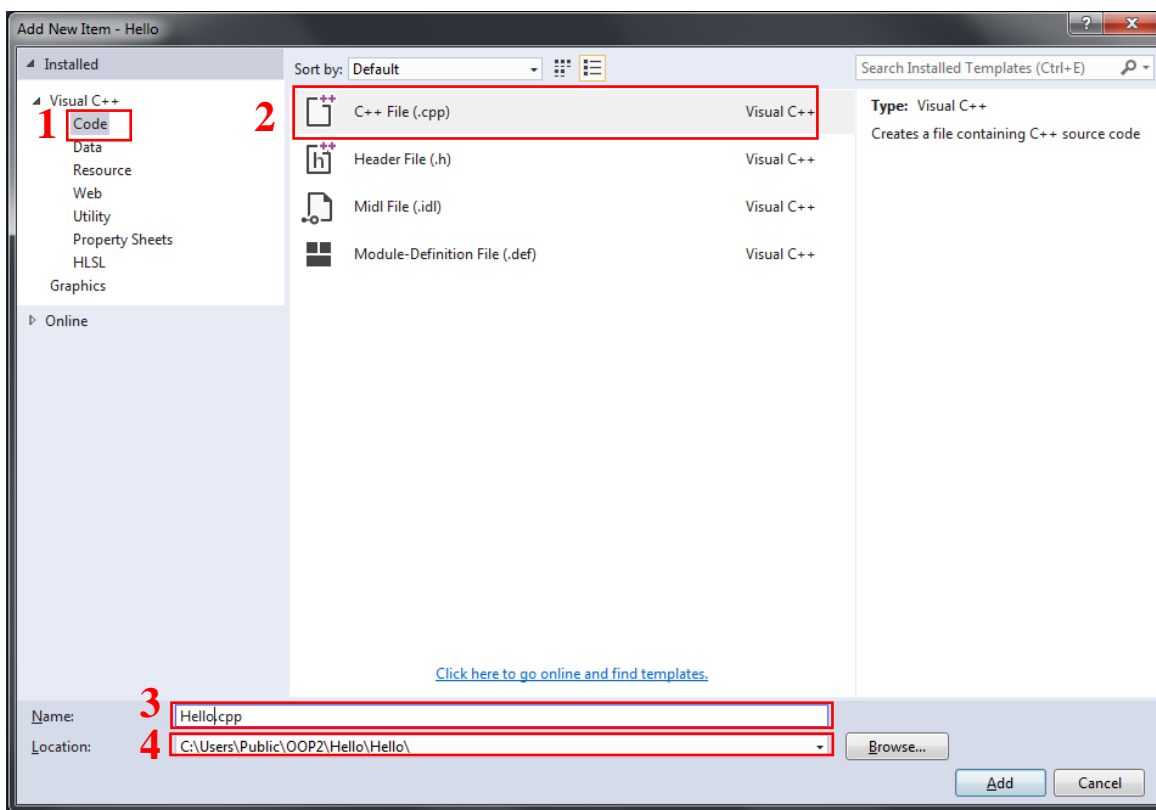 Add New Item - Hello
?
X
Installed
Sort by: Default
Search Installed Templates (Ctrl+E)
Visual C++
1 Code
Data
Resource
Web
Utility
Property Sheets
HLSL
Graphics
Online
2 C++ File (.cpp) Visual C++
Header File (.h) Visual C++
Midl File (.idl) Visual C++
Module-Definition File (.def) Visual C++
Type: Visual C++
Creates a file containing C++ source code
Click here to go online and find templates.
Name: 3 Hello.cpp
Location: 4 C:\Users\Public\OOP2\Hello\Hello\ Browse...
Add Cancel